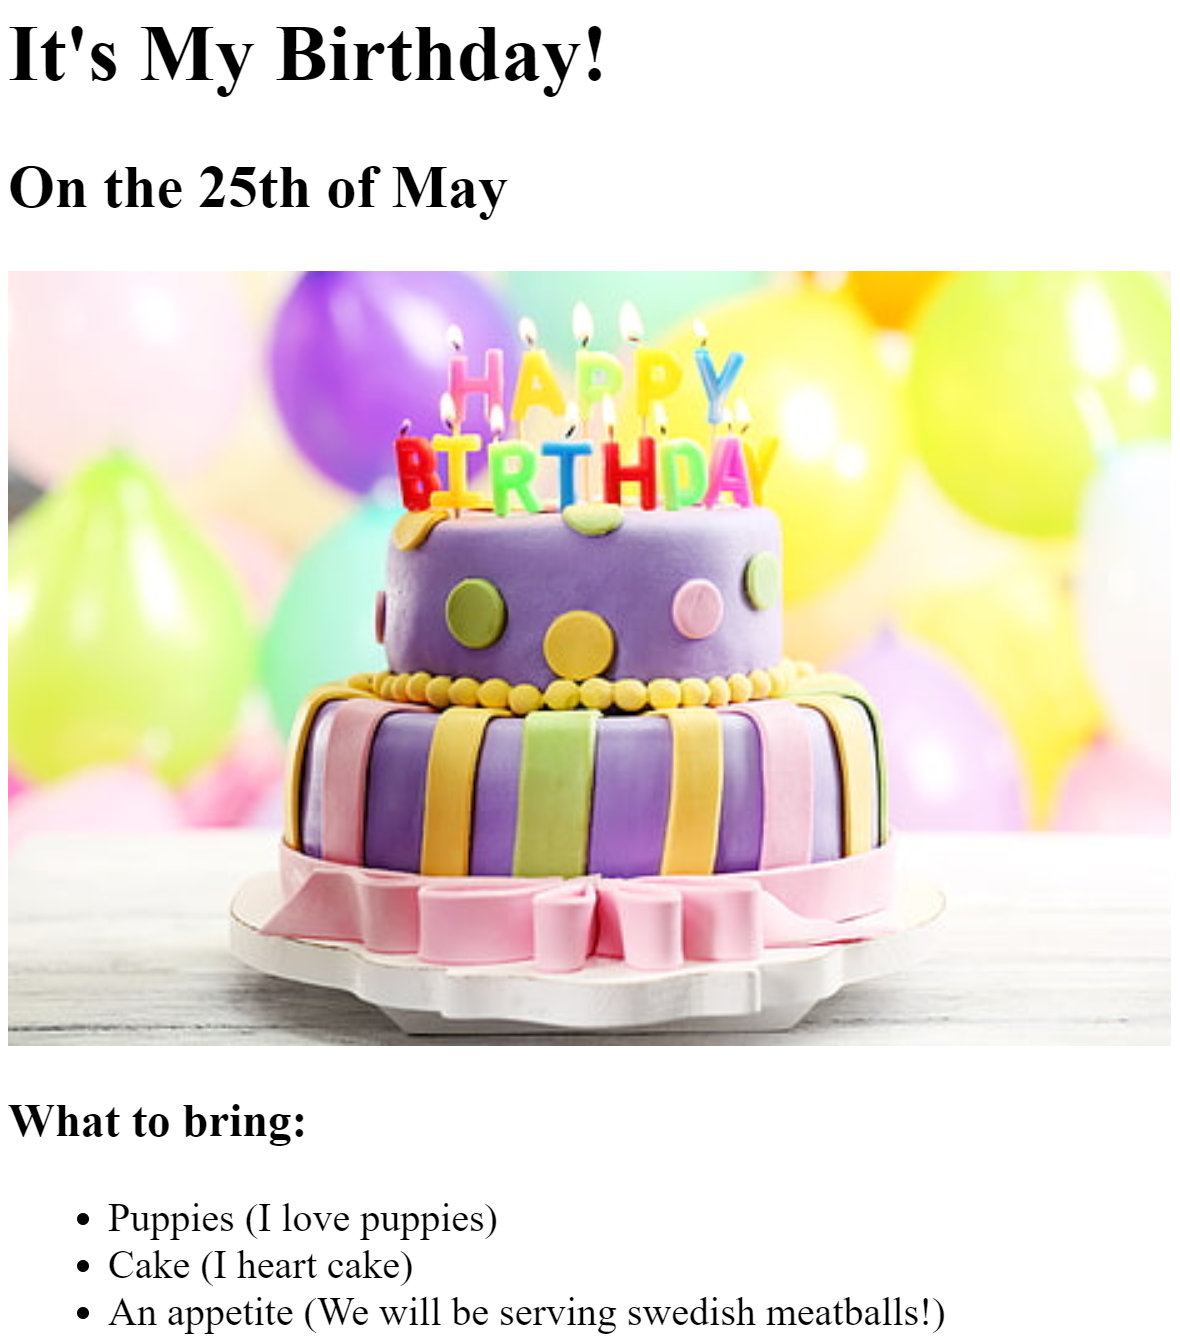 It's My Birthday!
On the 25th of May
HAPPY
BIRTHDAY
What to bring:
Puppies (I love puppies)
Cake (I heart cake)
An appetite (We will be serving swedish meatballs!)